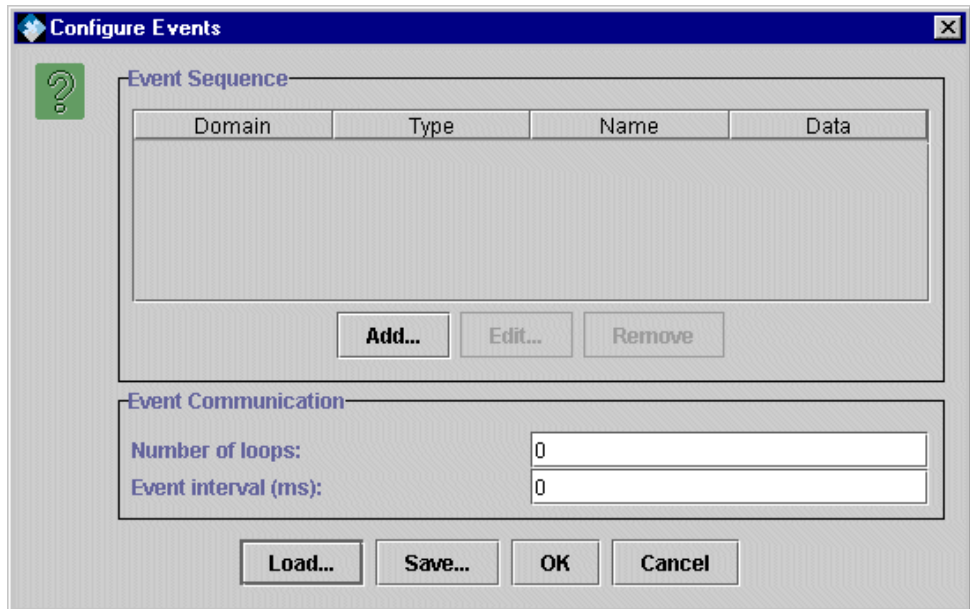 Configure Events
Event Sequence
Domain Type Name Data
Add... Edit... Remove
Event Communication
Number of loops: 0
Event interval (ms): 0
Load... Save... OK Cancel